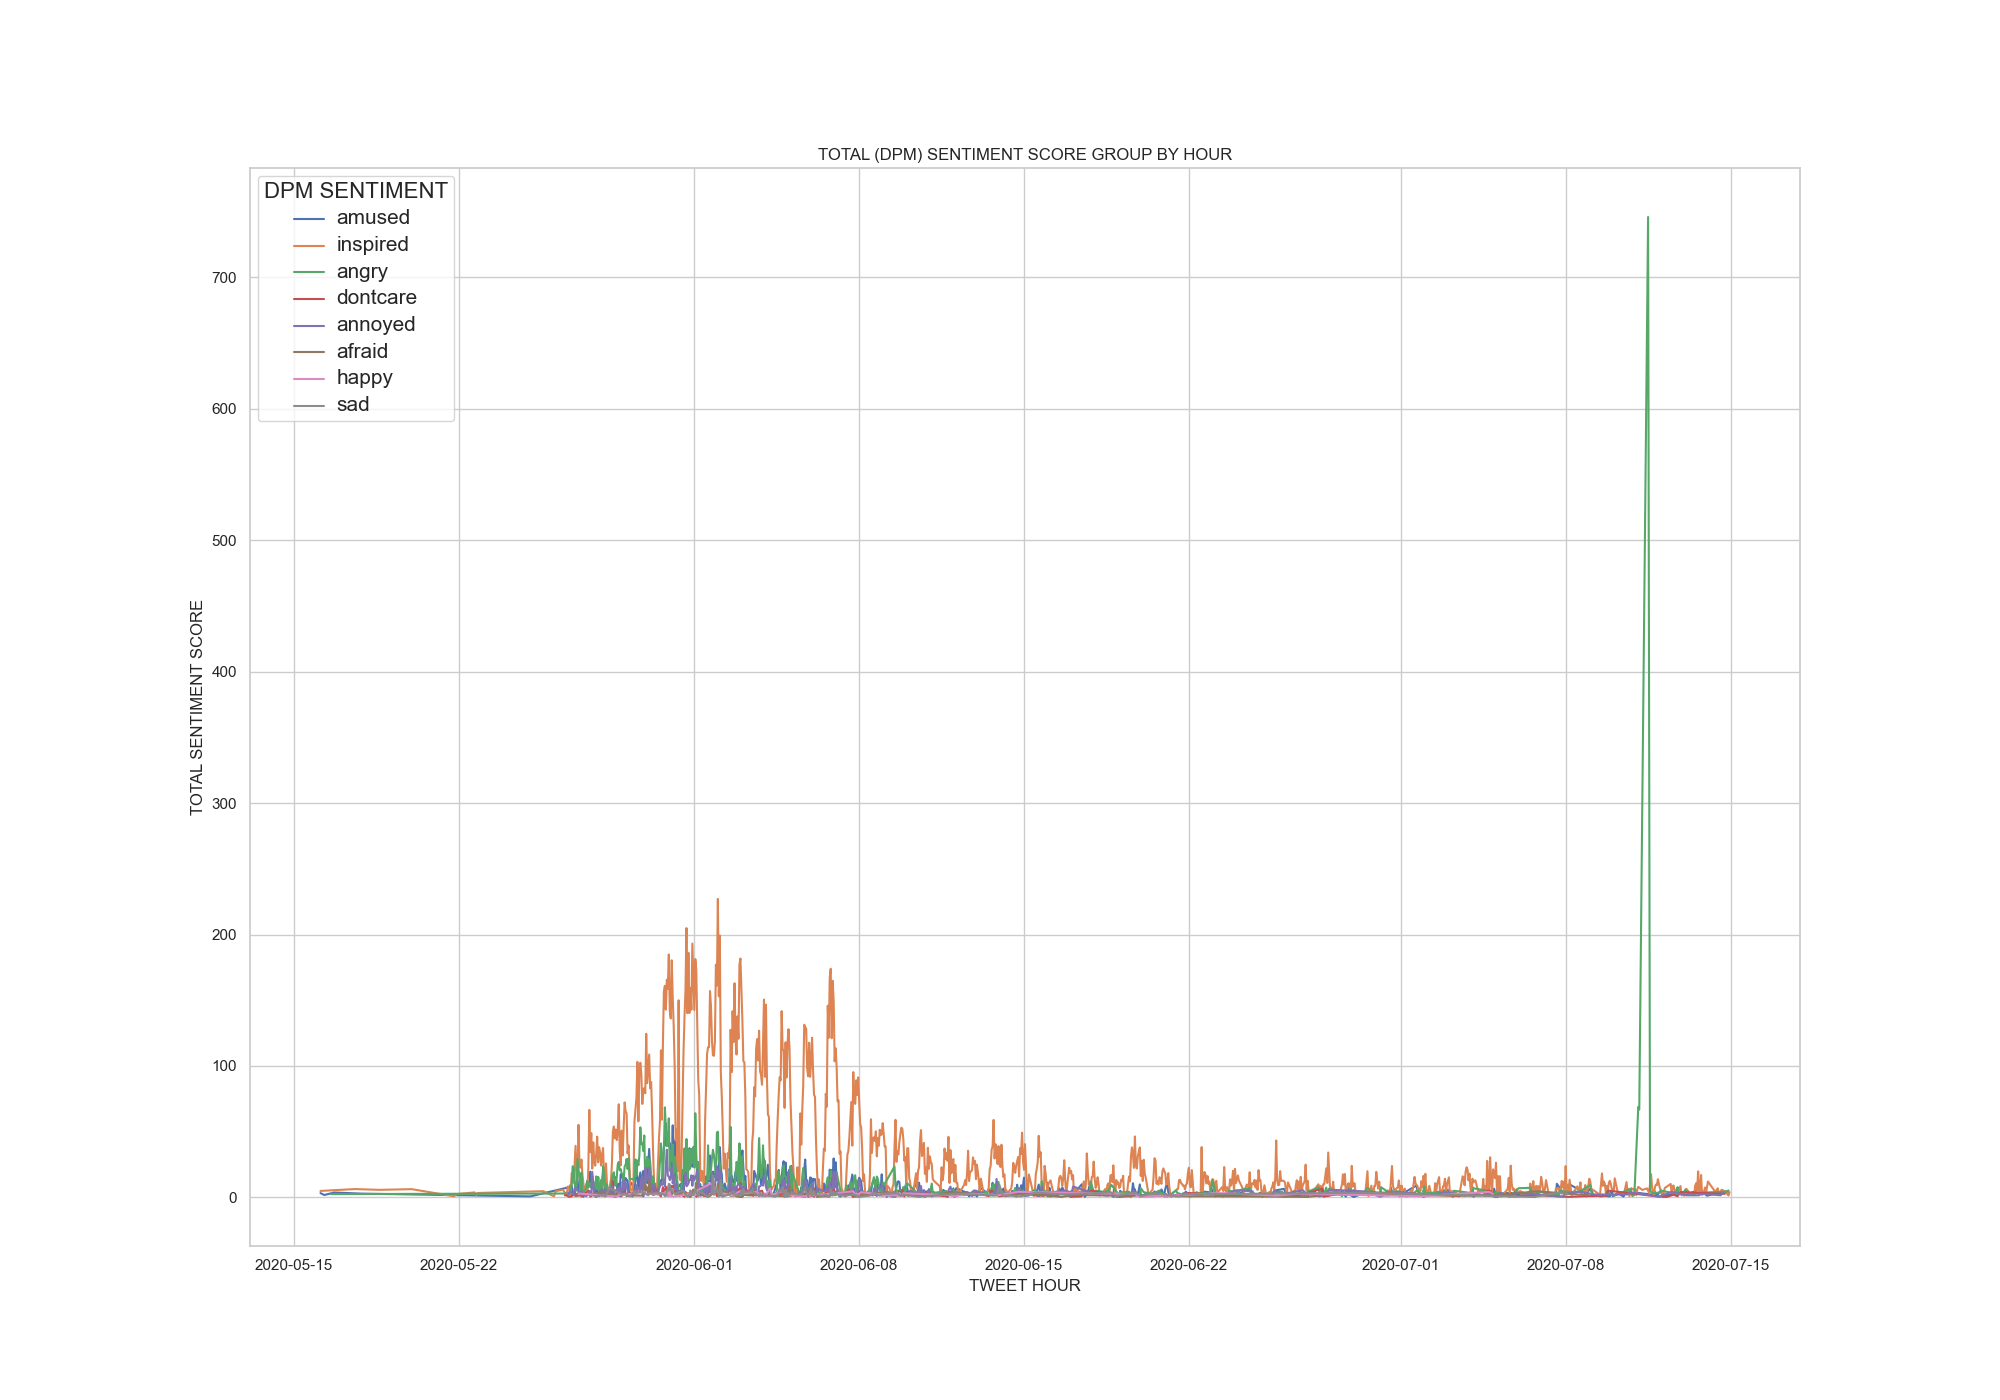 TOTAL (DPM) SENTIMENT SCORE GROUP BY HOUR
DPM SENTIMENT
amused
inspired
angry
dontcare
annoyed
afraid
happy
sad
TOTAL SENTIMENT SCORE
700
600
500
400
300
200
100
0
2020-05-15 2020-05-22 2020-06-01 2020-06-08 2020-06-15 2020-06-22 2020-07-01 2020-07-08 2020-07-15
TWEET HOUR